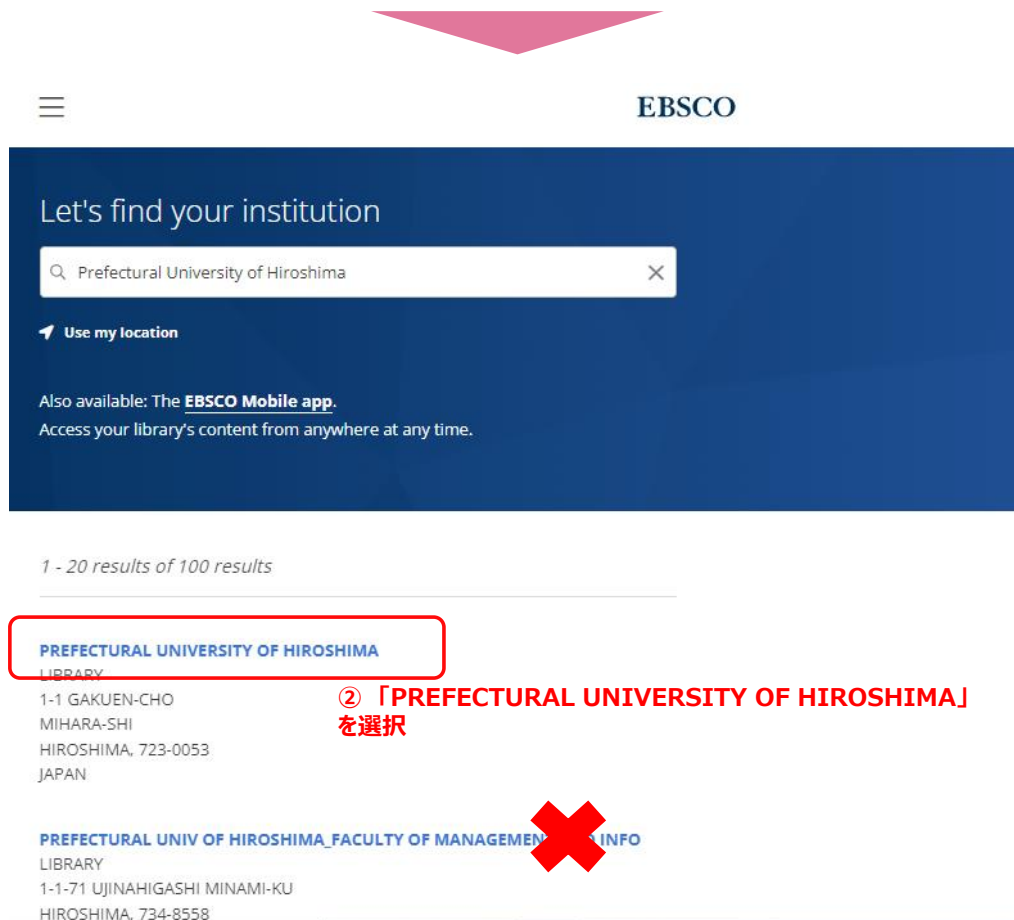 EBSCO
Let's find your institution
Prefectural University of Hiroshima
Use my location
Also available: The EBSCO Mobile app.
Access your library's content from anywhere at any time.
1 - 20 results of 100 results
PREFECTURAL UNIVERSITY OF HIROSHIMA
LIBRARY
1-1 GAKUEN-CHO
MIHARA-SHI
HIROSHIMA, 723-0053
JAPAN
②「PREFECTURAL UNIVERSITY OF HIROSHIMA」
を選択
PREFECTURAL UNIV OF HIROSHIMA_FACULTY OF MANAGEMEN INFO
LIBRARY
1-1-71 UJINAHIGASHI MINAMI-KU
HIROSHIMA, 734-8558